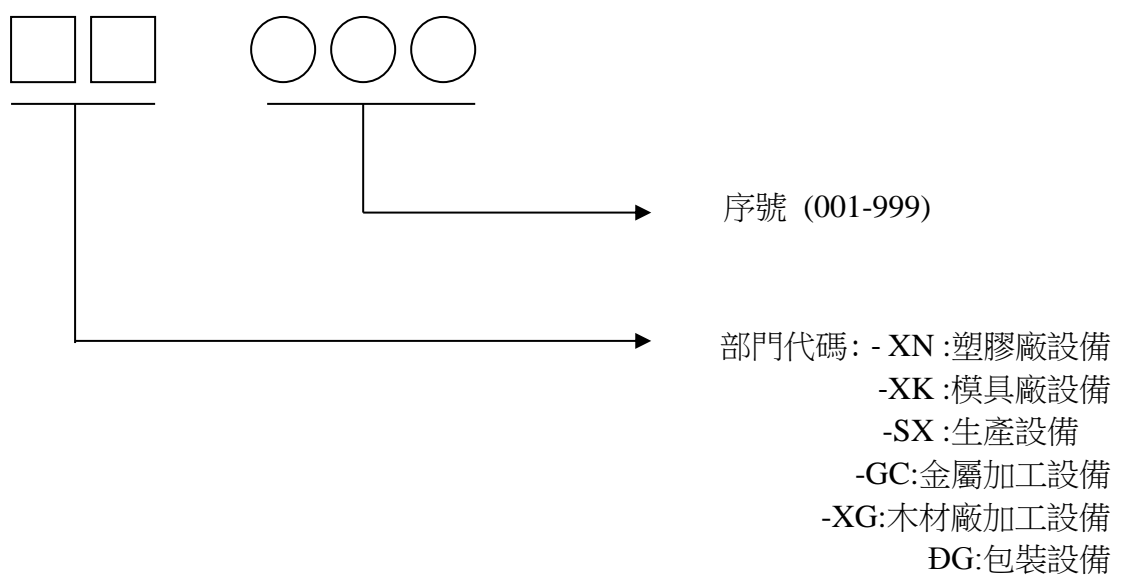 序號 (001-999)
部門代碼: - XN :塑膠廠設備
-XK :模具廠設備
-SX :生產設備
-GC:金屬加工設備
-XG:木材廠加工設備
ĐG:包裝設備